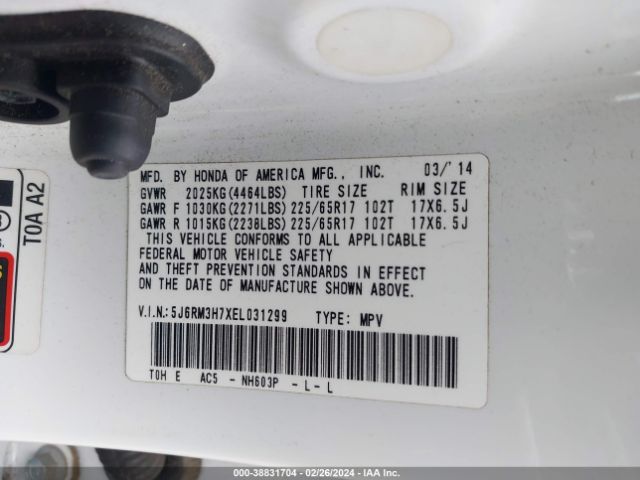 MFD. BY HONDA OF AMERICA MFG., INC. 03/'14
GVWR 2025KG(4464LBS) TIRE SIZE RIM SIZE
GAWR F 1030KG(2271LBS) 225/65R17 102T 17X6.5J
GAWR R 1015KG(2238LBS) 225/65R17 102T 17X6.5J
THIS VEHICLE CONFORMS TO ALL APPLICABLE
FEDERAL MOTOR VEHICLE SAFETY
AND THEFT PREVENTION STANDARDS IN EFFECT
ON THE DATE OF MANUFACTURE SHOWN ABOVE.
V.I.N.:5J6RM3H7XEL031299 TYPE: MPV
T0H E AC5 - NH603P - L - L
T0A A2
000-38831704 - 02/26/2024 - IAA Inc.